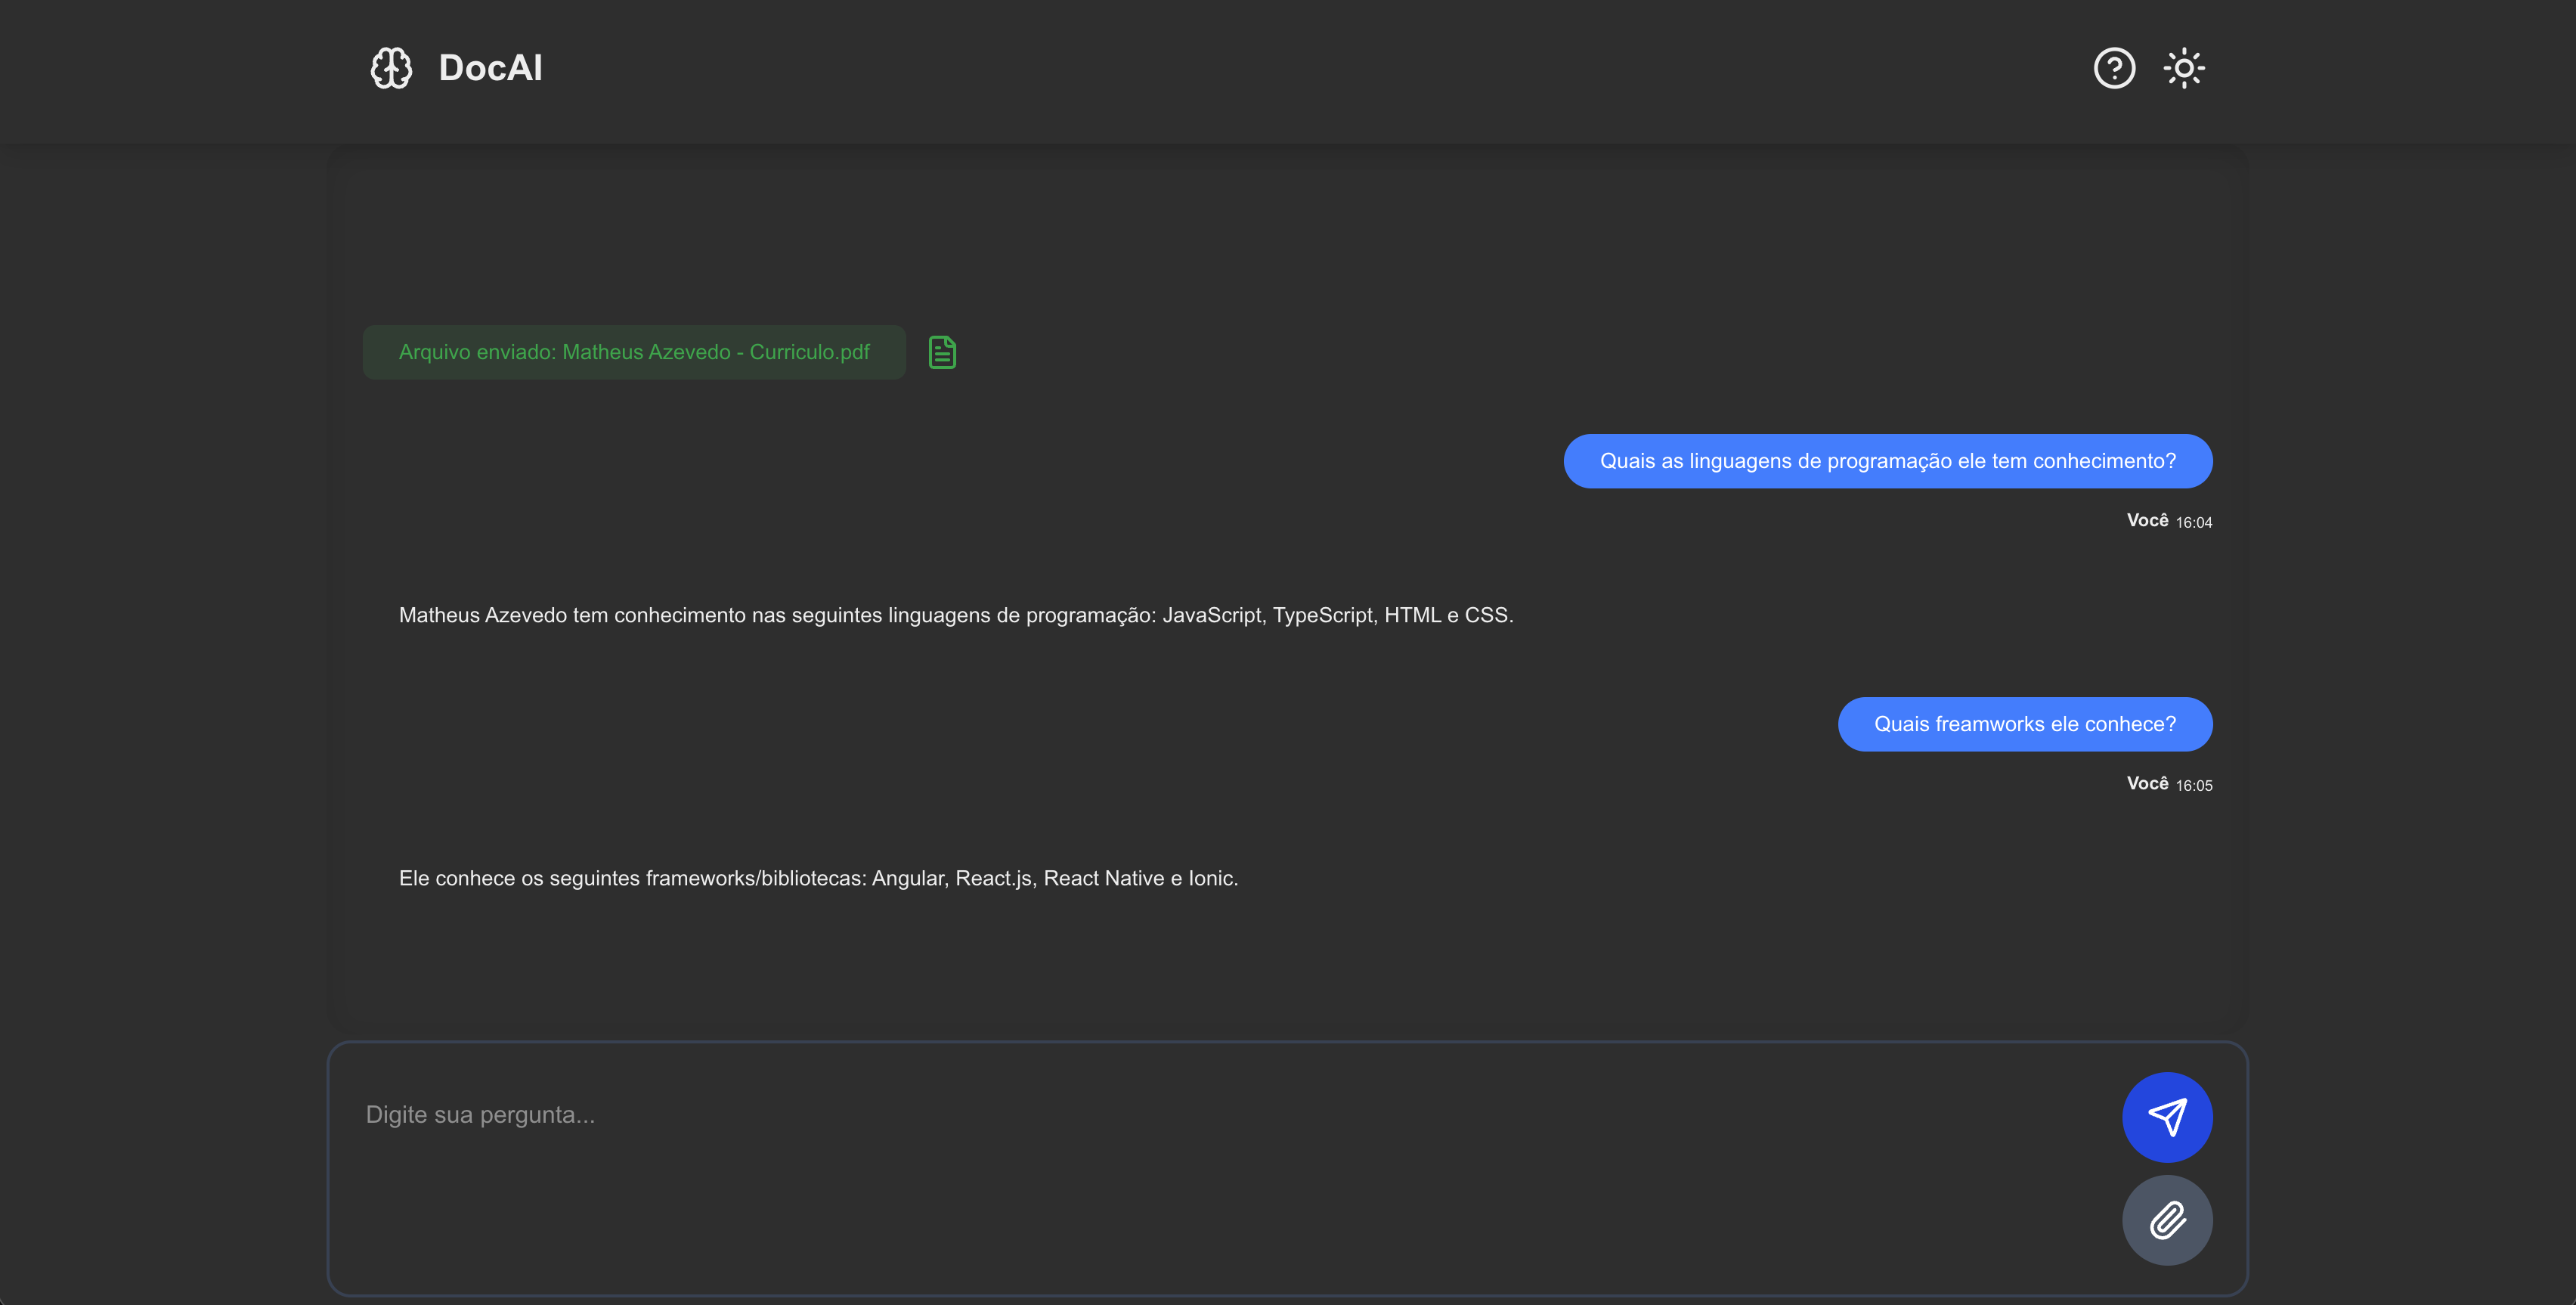 DocAI
Arquivo enviado: Matheus Azevedo - Curriculo.pdf
Quais as linguagens de programação ele tem conhecimento?
Você 16:04
Matheus Azevedo tem conhecimento nas seguintes linguagens de programação: JavaScript, TypeScript, HTML e CSS.
Quais freamworks ele conhece?
Você 16:05
Ele conhece os seguintes frameworks/bibliotecas: Angular, React.js, React Native e Ionic.
Digite sua pergunta...